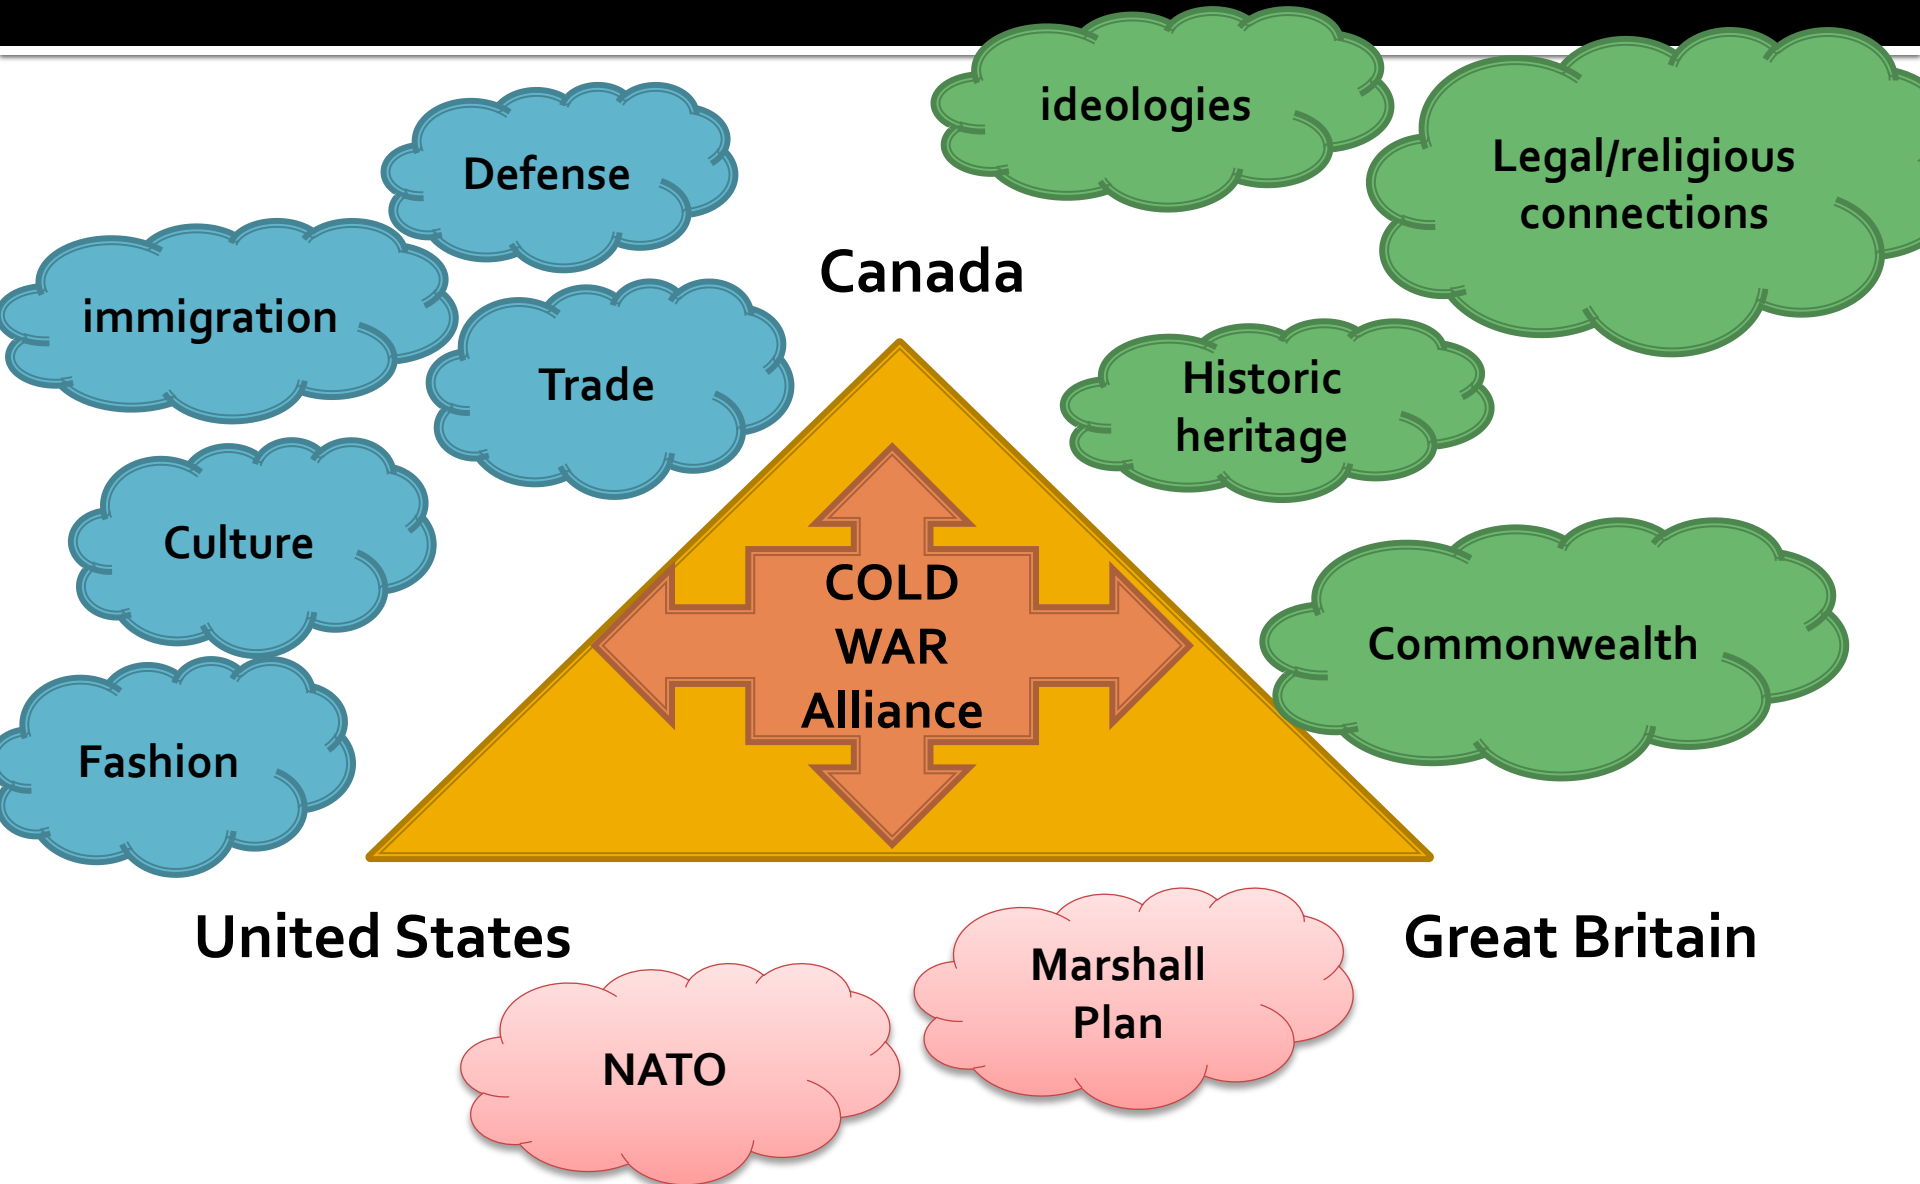 ideologies
Legal/religious
connections
Defense
Canada
immigration
Trade
Historic
heritage
Culture
COLD
WAR
Alliance
Commonwealth
Fashion
United States
Great Britain
Marshall
Plan
NATO